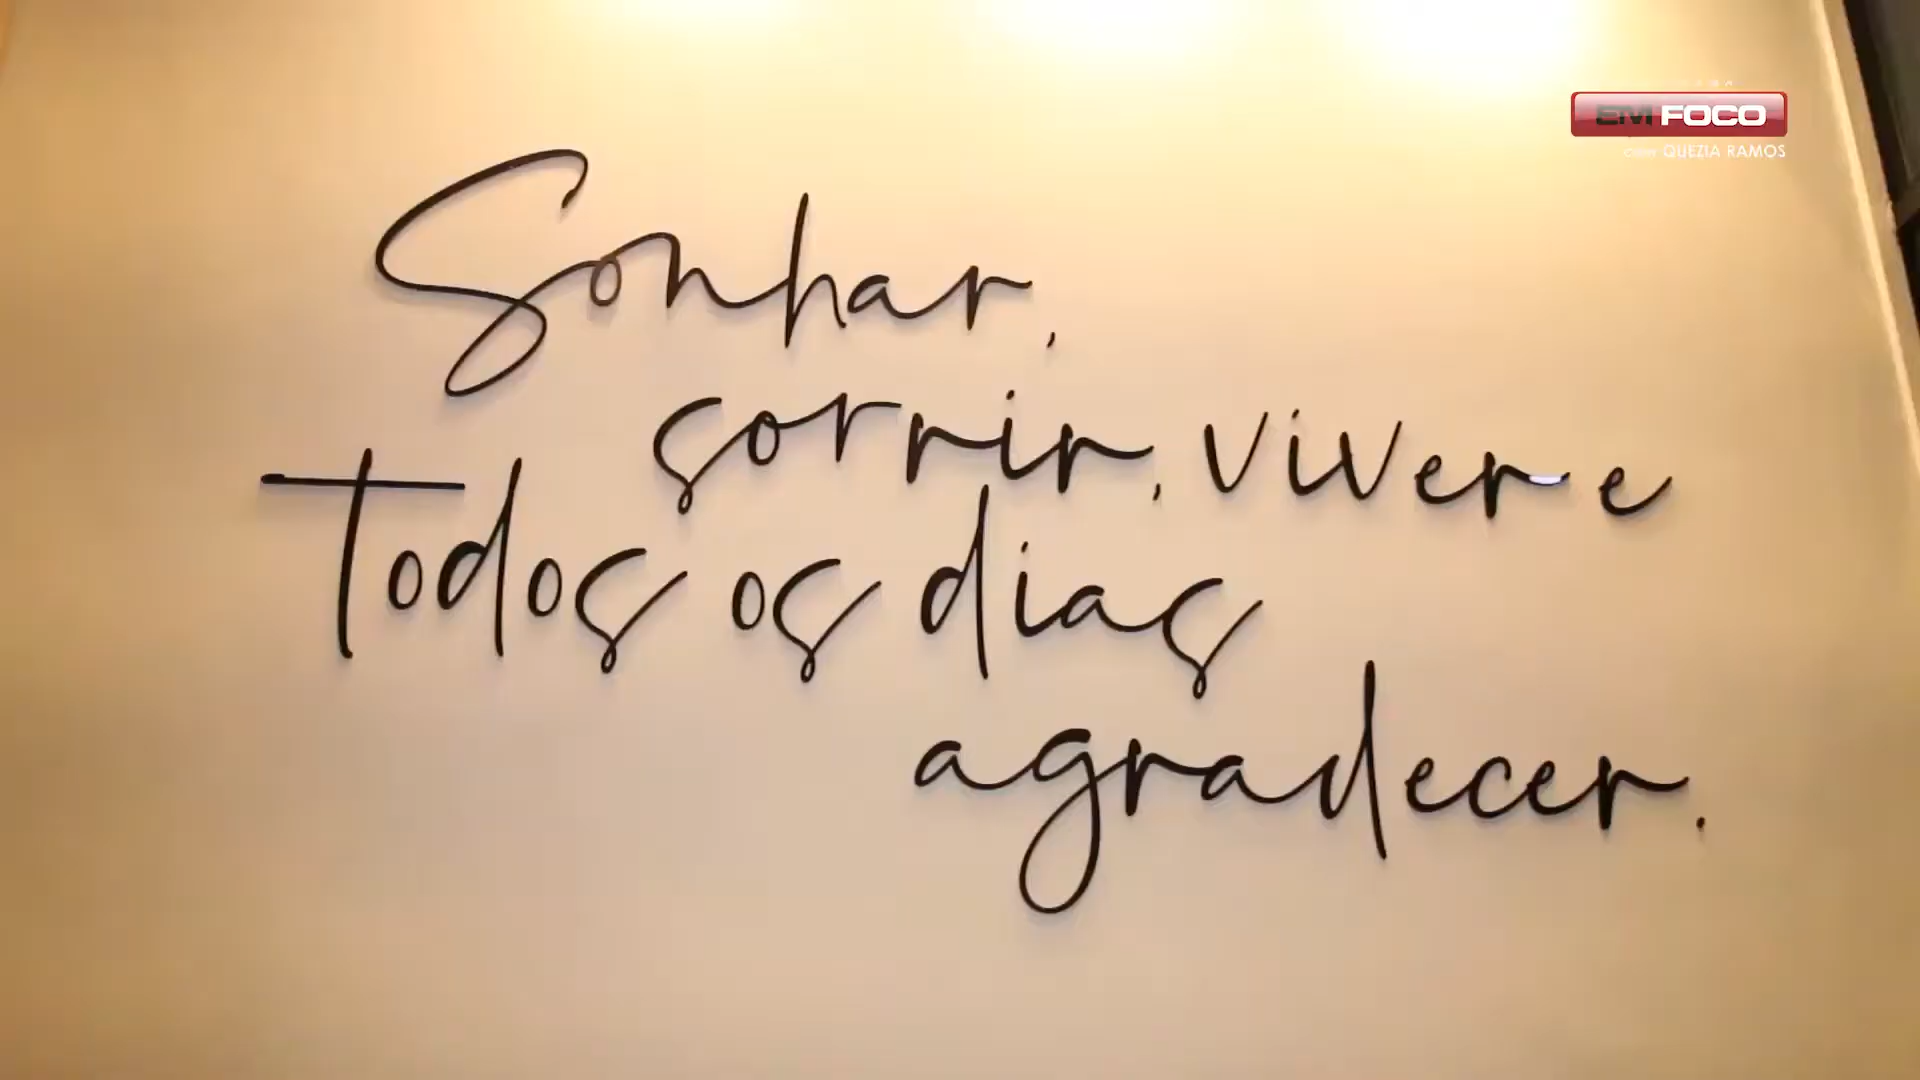 EM FOCO
com QUEZIA RAMOS
Sonhar,
sorrir, viver e
Todos os dias
agradecer.